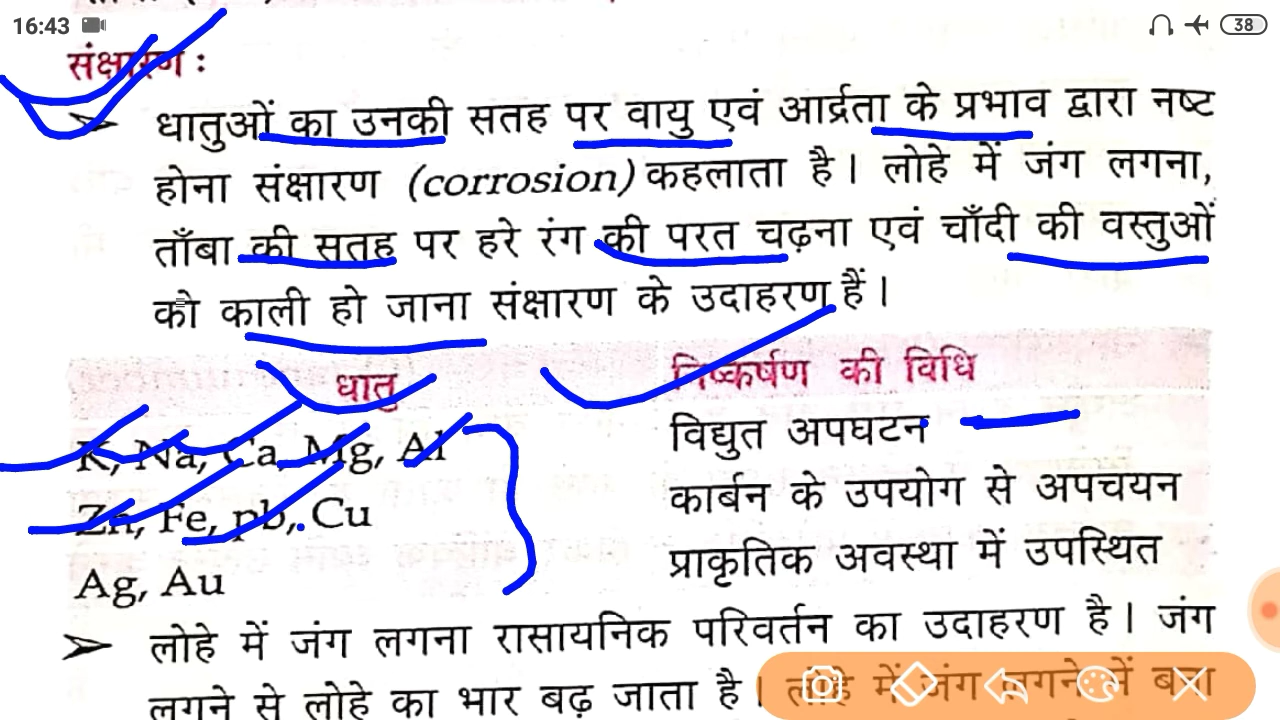 16:43
38
संक्षारण :
➢ धातुओं का उनकी सतह पर वायु एवं आर्द्रता के प्रभाव द्वारा नष्ट
होना संक्षारण (corrosion) कहलाता है। लोहे में जंग लगना,
ताँबा की सतह पर हरे रंग की परत चढ़ना एवं चाँदी की वस्तुओं
को काली हो जाना संक्षारण के उदाहरण हैं।
धातु निष्कर्षण की विधि
K, Na, Ca, Mg, Al विद्युत अपघटन
Zn, Fe, pb, Cu कार्बन के उपयोग से अपचयन
Ag, Au प्राकृतिक अवस्था में उपस्थित
➢ लोहे में जंग लगना रासायनिक परिवर्तन का उदाहरण है। जंग
लगने से लोहे का भार बढ़ जाता है। लोहे में जंग लगने में